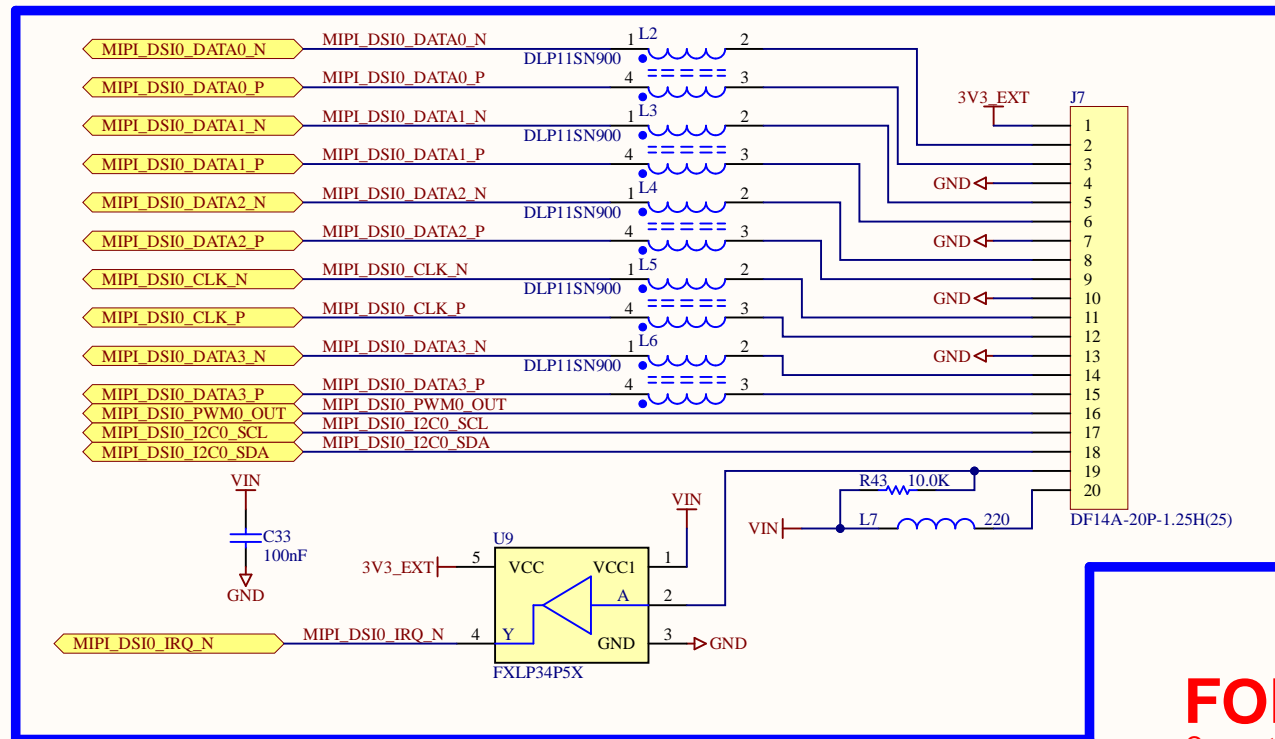 MIPI_DSI0_DATA0_N MIPI_DSI0_DATA0_N 1 L2 2
DLP11SN900
MIPI_DSI0_DATA0_P MIPI_DSI0_DATA0_P 4 3
3V3_EXT J7
MIPI_DSI0_DATA1_N MIPI_DSI0_DATA1_N 1 L3 2 1
DLP11SN900
2
MIPI_DSI0_DATA1_P MIPI_DSI0_DATA1_P 4 3 3
GND 4
MIPI_DSI0_DATA2_N MIPI_DSI0_DATA2_N 1 L4 2 5
DLP11SN900
6
MIPI_DSI0_DATA2_P MIPI_DSI0_DATA2_P 4 3 GND 7
8
MIPI_DSI0_CLK_N MIPI_DSI0_CLK_N 1 L5 2 9
DLP11SN900
GND 10
MIPI_DSI0_CLK_P MIPI_DSI0_CLK_P 4 3 11
12
MIPI_DSI0_DATA3_N MIPI_DSI0_DATA3_N 1 L6 2 GND 13
DLP11SN900
14
MIPI_DSI0_DATA3_P MIPI_DSI0_DATA3_P 4 3 15
MIPI_DSI0_PWM0_OUT MIPI_DSI0_PWM0_OUT 16
MIPI_DSI0_I2C0_SCL MIPI_DSI0_I2C0_SCL 17
MIPI_DSI0_I2C0_SDA MIPI_DSI0_I2C0_SDA 18
19
VIN R43 10.0K 20
VIN
VIN L7 220 DF14A-20P-1.25H(25)
C33
100nF
GND
U9
3V3_EXT 5 VCC VCC1 1
A 2
MIPI_DSI0_IRQ_N MIPI_DSI0_IRQ_N 4 Y GND 3 GND
FXLP34P5X